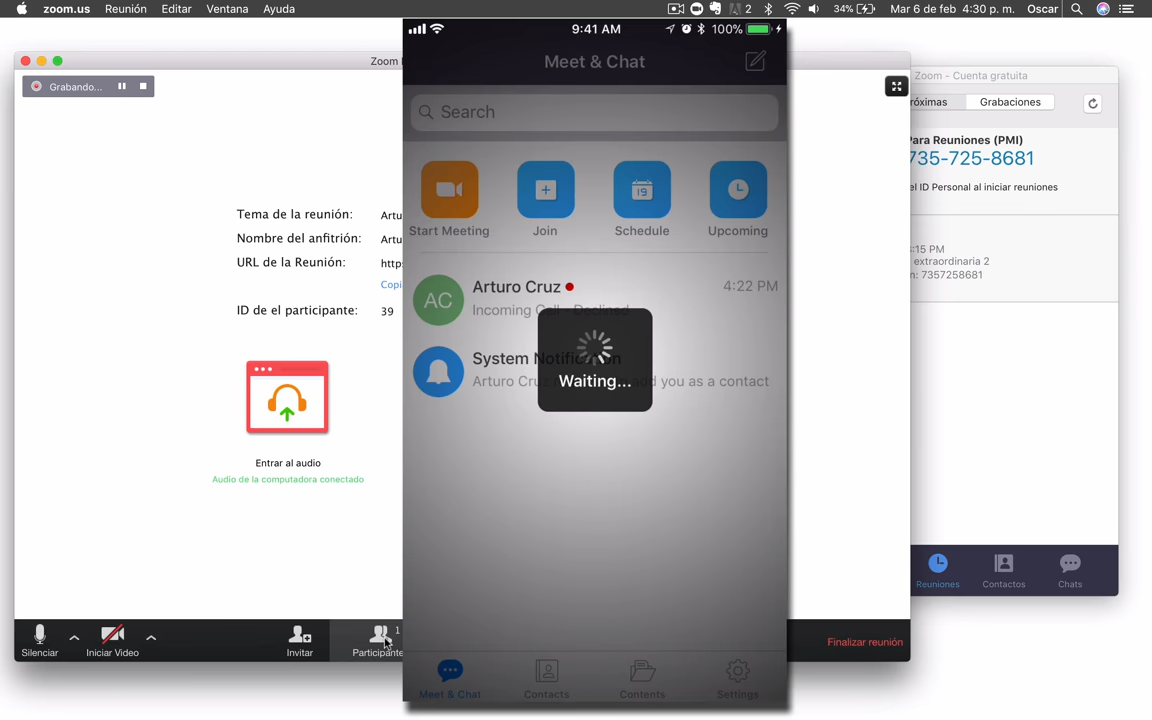 zoom.us Reunión Editar Ventana Ayuda
2 34% Mar 6 de feb 4:30 p. m. Oscar
Zoom
Grabando...
Tema de la reunión: Artu
Nombre del anfitrión: Artu
URL de la Reunión: http:
Copi
ID de el participante: 39
Entrar al audio
Audio de la computadora conectado
Silenciar
Iniciar Video
Invitar
1
Participante
Finalizar reunión
9:41 AM 100%
Meet & Chat
Search
Start Meeting
Join
19
Schedule
Upcoming
AC
Arturo Cruz 4:22 PM
Incoming Call - Declined
System Notification
Arturo Cruz add you as a contact
Waiting...
Meet & Chat
Contacts
Contents
Settings
Zoom - Cuenta gratuita
róximas Grabaciones
Para Reuniones (PMI)
735-725-8681
el ID Personal al iniciar reuniones
:15 PM
extraordinaria 2
n: 7357258681
Reuniones
Contactos
Chats